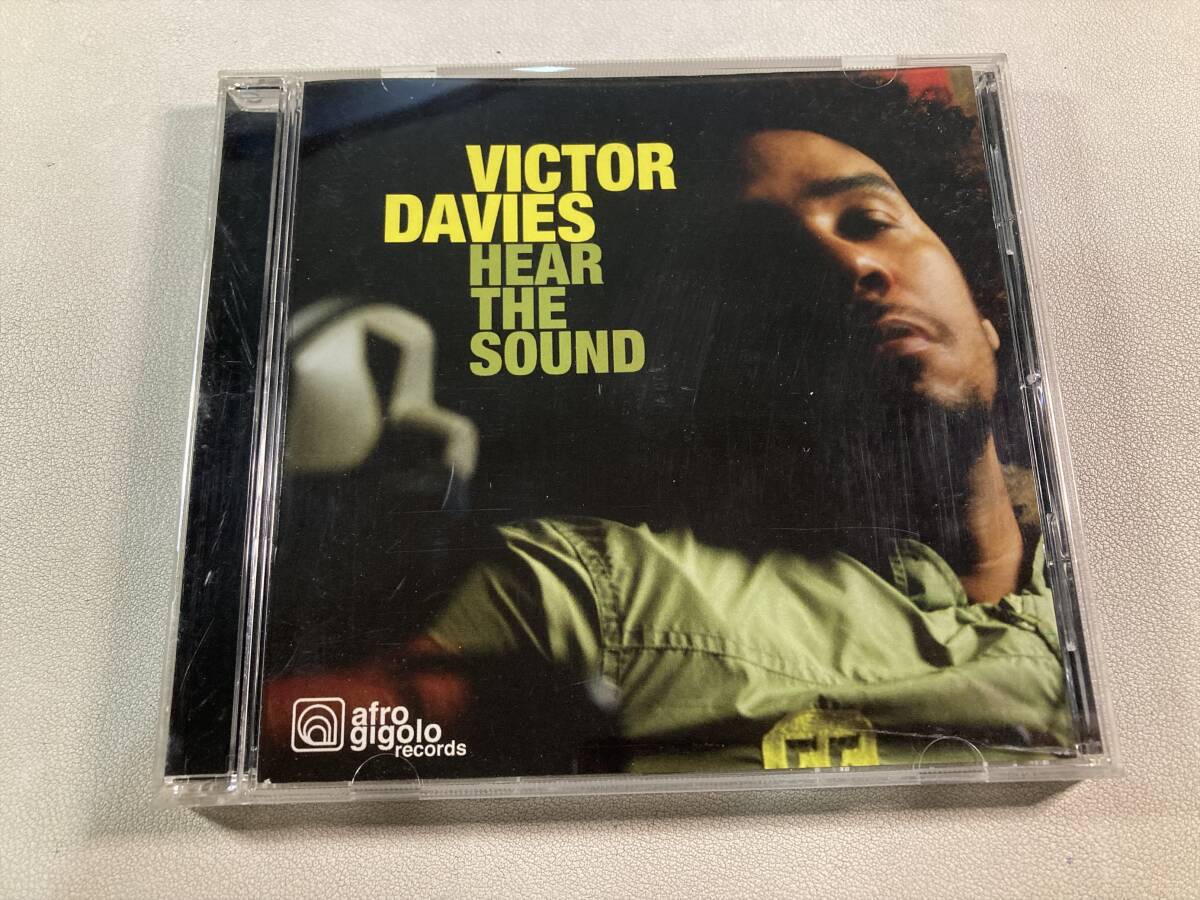 VICTOR
DAVIES
HEAR
THE
SOUND
afro
gigolo
records